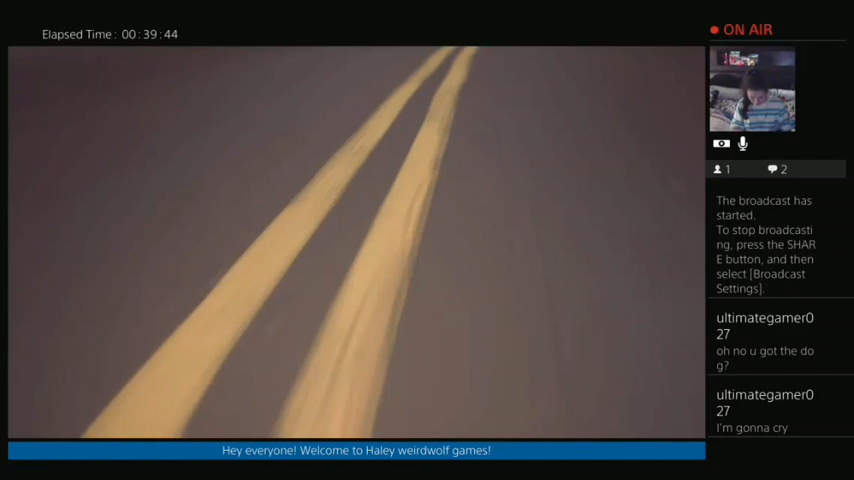 Elapsed Time : 00:39:44
ON AIR
1
2
The broadcast has
started.
To stop broadcasti
ng, press the SHAR
E button, and then
select [Broadcast
Settings].
ultimategamer0
27
oh no u got the do
g?
ultimategamer0
27
I'm gonna cry
Hey everyone! Welcome to Haley weirdwolf games!